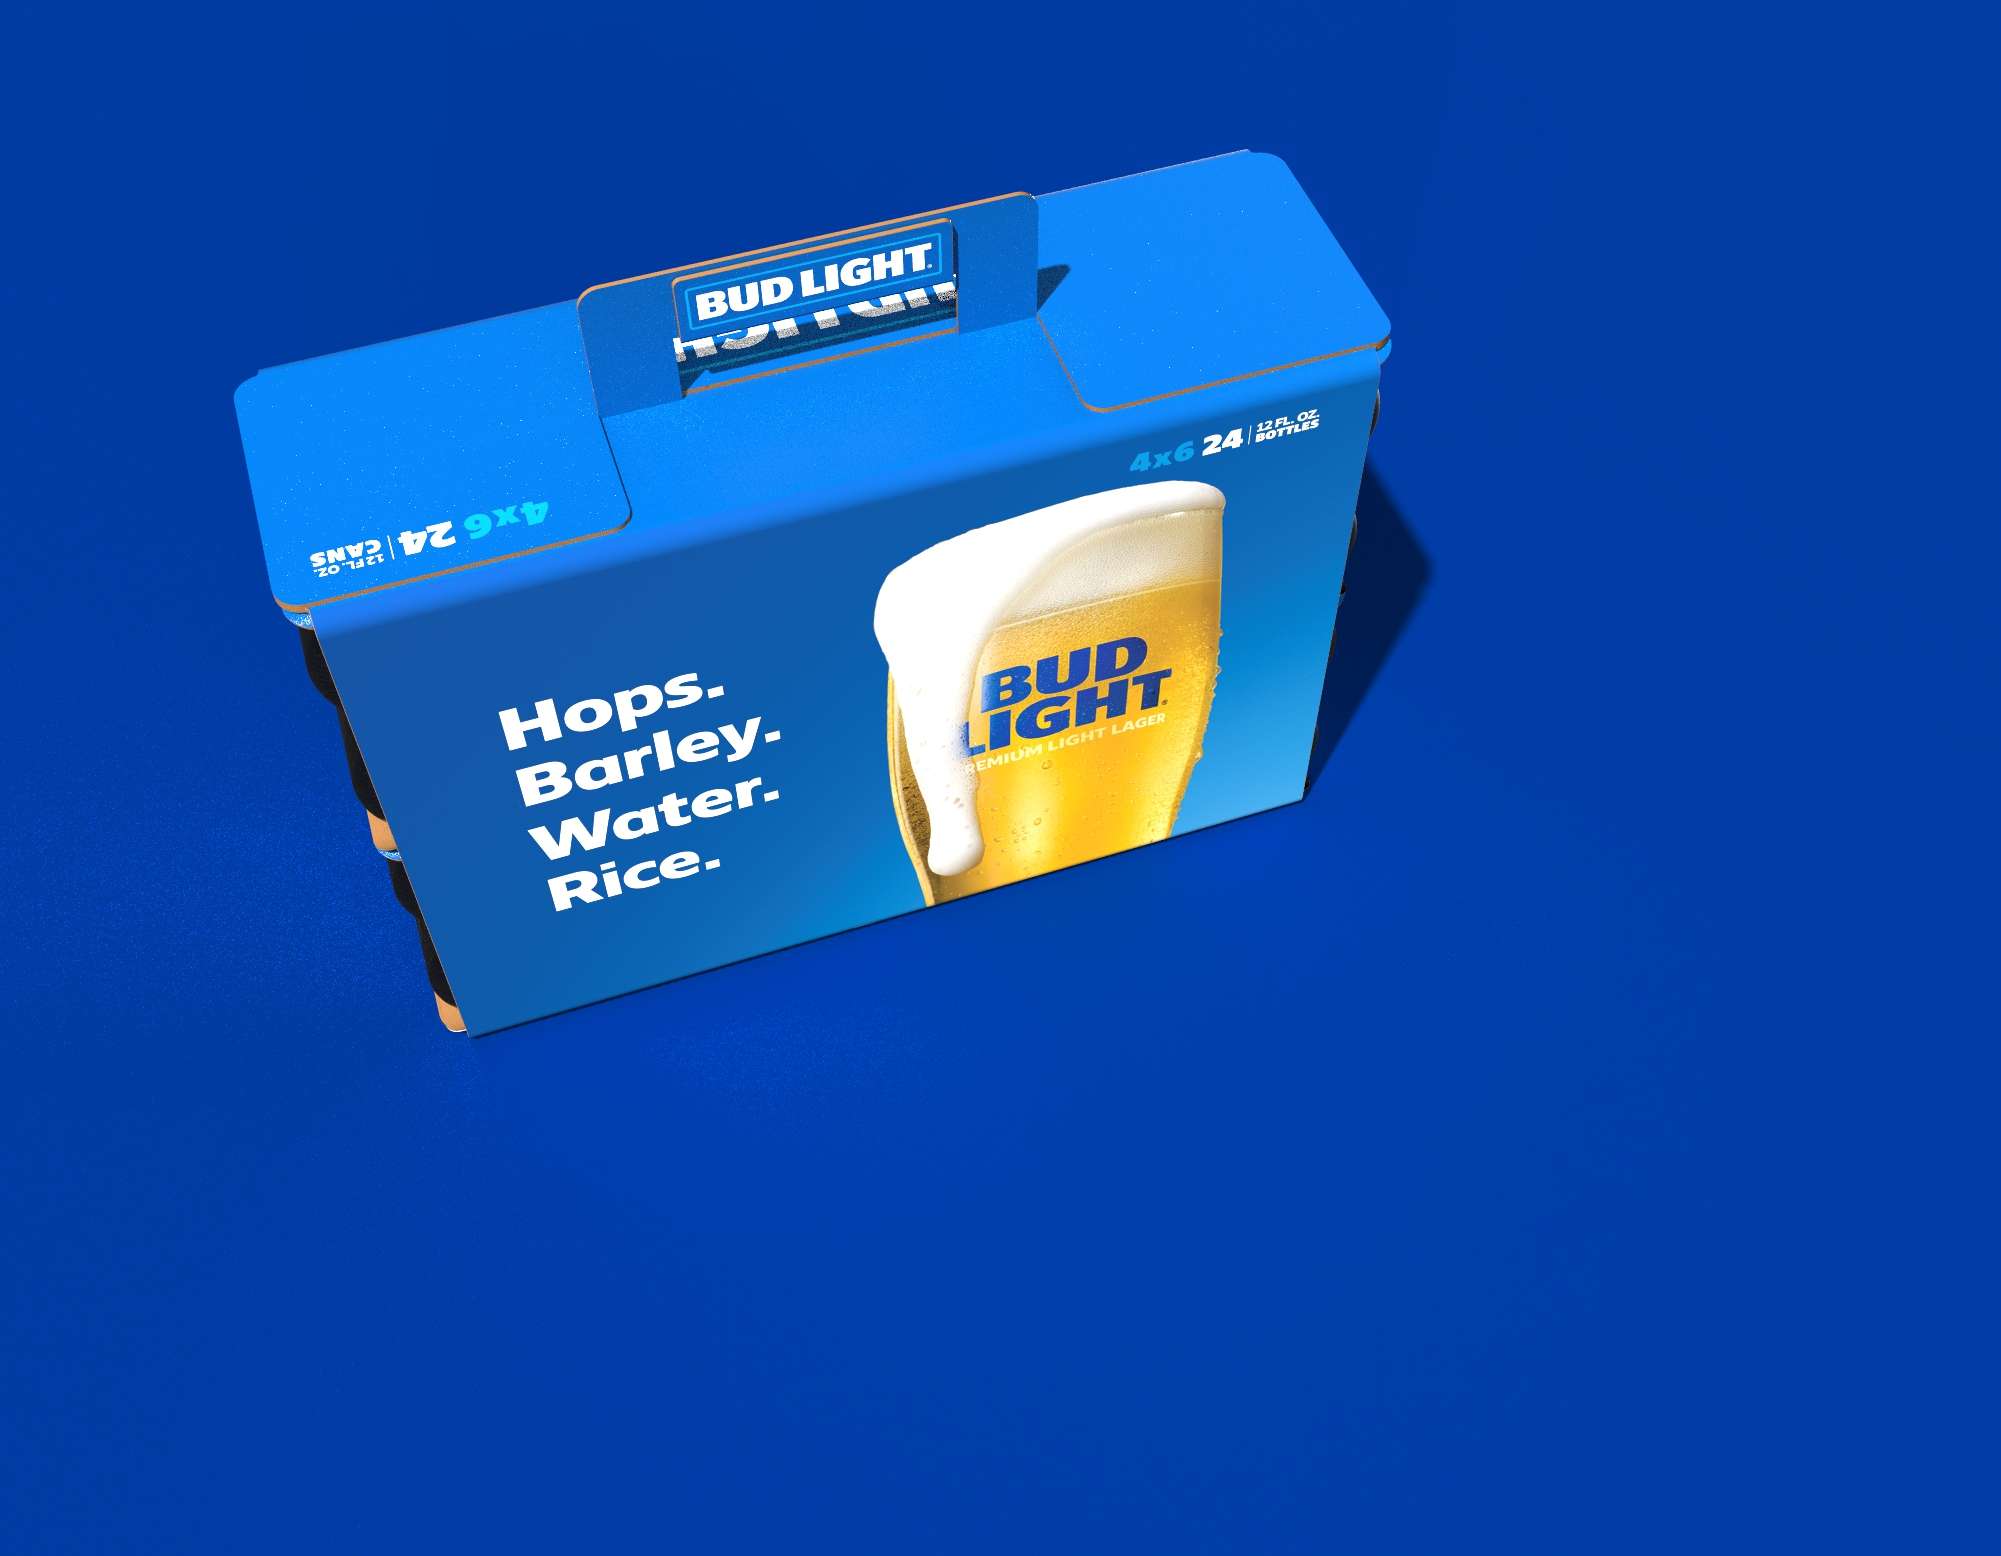 BUD LIGHT.
4x6 24 | 12 FL. OZ. BOTTLES
4x6 24 | 12 FL. OZ. CANS
Hops.
Barley.
Water.
Rice.
BUD
LIGHT
PREMIUM LIGHT LAGER